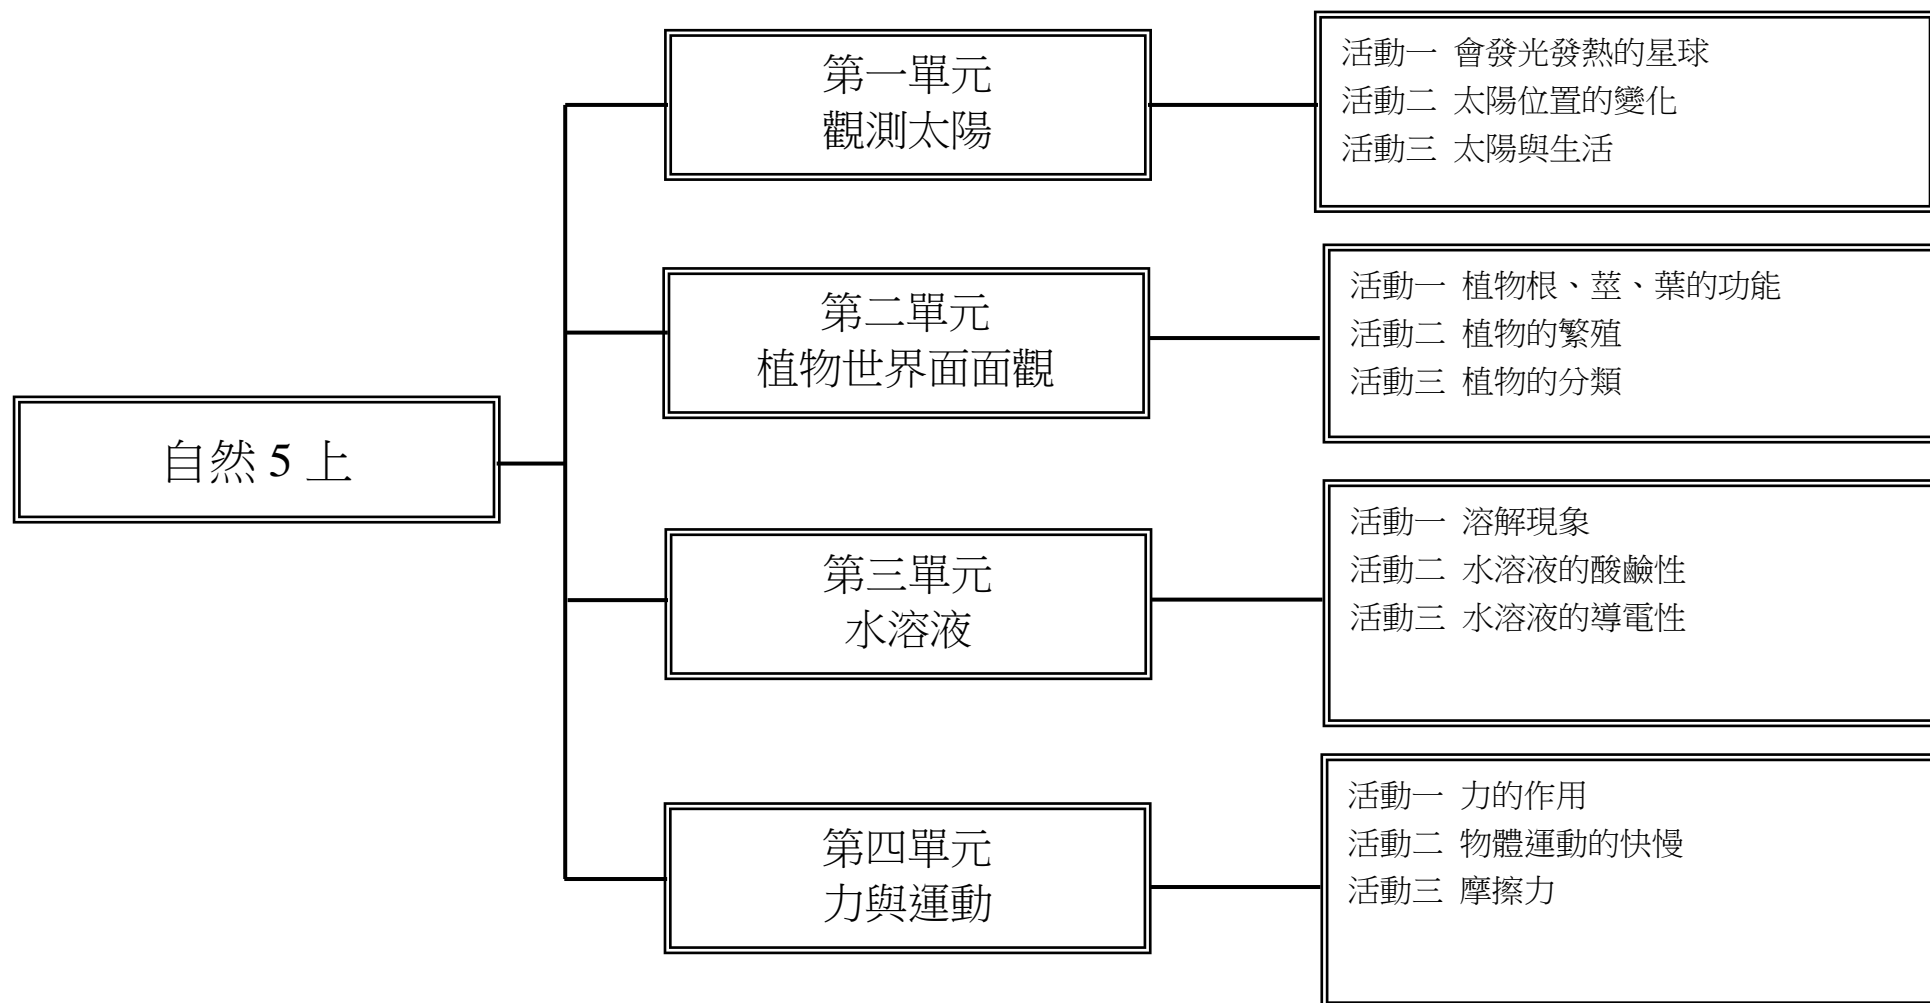 自然 5 上
第一單元
觀測太陽
活動一 會發光發熱的星球
活動二 太陽位置的變化
活動三 太陽與生活
第二單元
植物世界面面觀
活動一 植物根、莖、葉的功能
活動二 植物的繁殖
活動三 植物的分類
第三單元
水溶液
活動一 溶解現象
活動二 水溶液的酸鹼性
活動三 水溶液的導電性
第四單元
力與運動
活動一 力的作用
活動二 物體運動的快慢
活動三 摩擦力